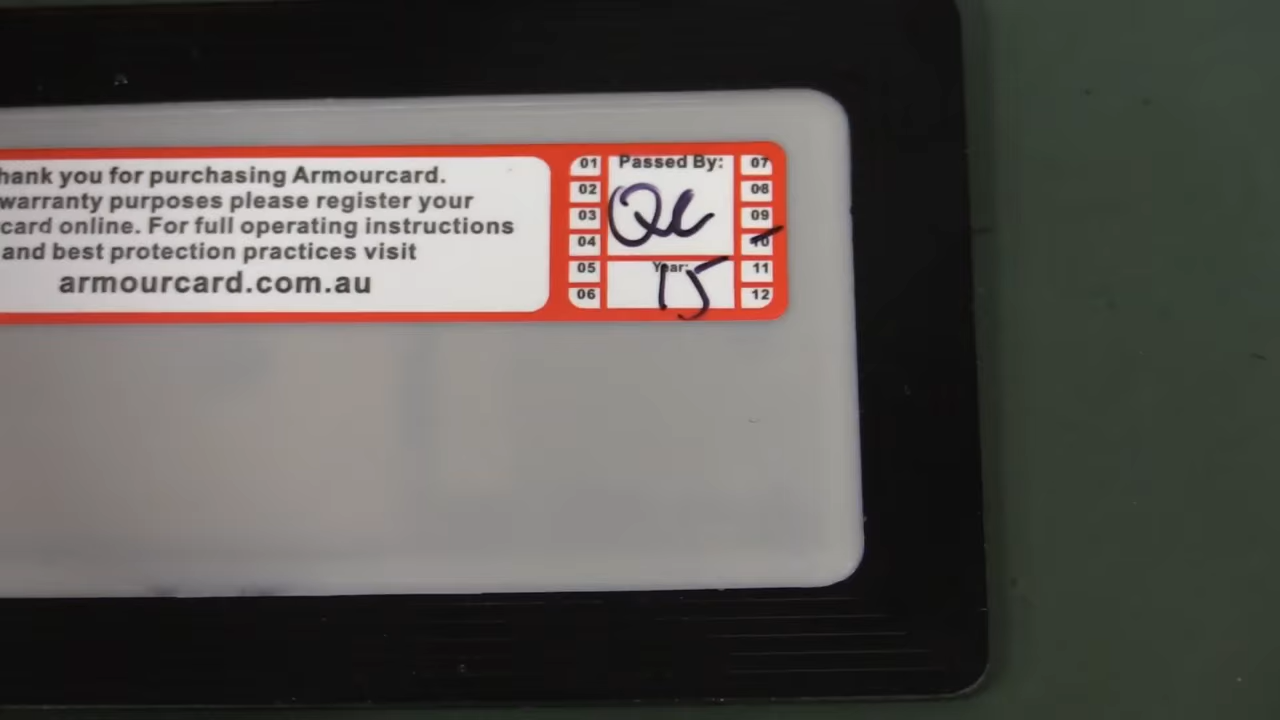 hank you for purchasing Armourcard.
warranty purposes please register your
card online. For full operating instructions
and best protection practices visit
armourcard.com.au
01 Passed By: 07
02 QC 08
03 09
04 10
05 Year: 11
06 15 12